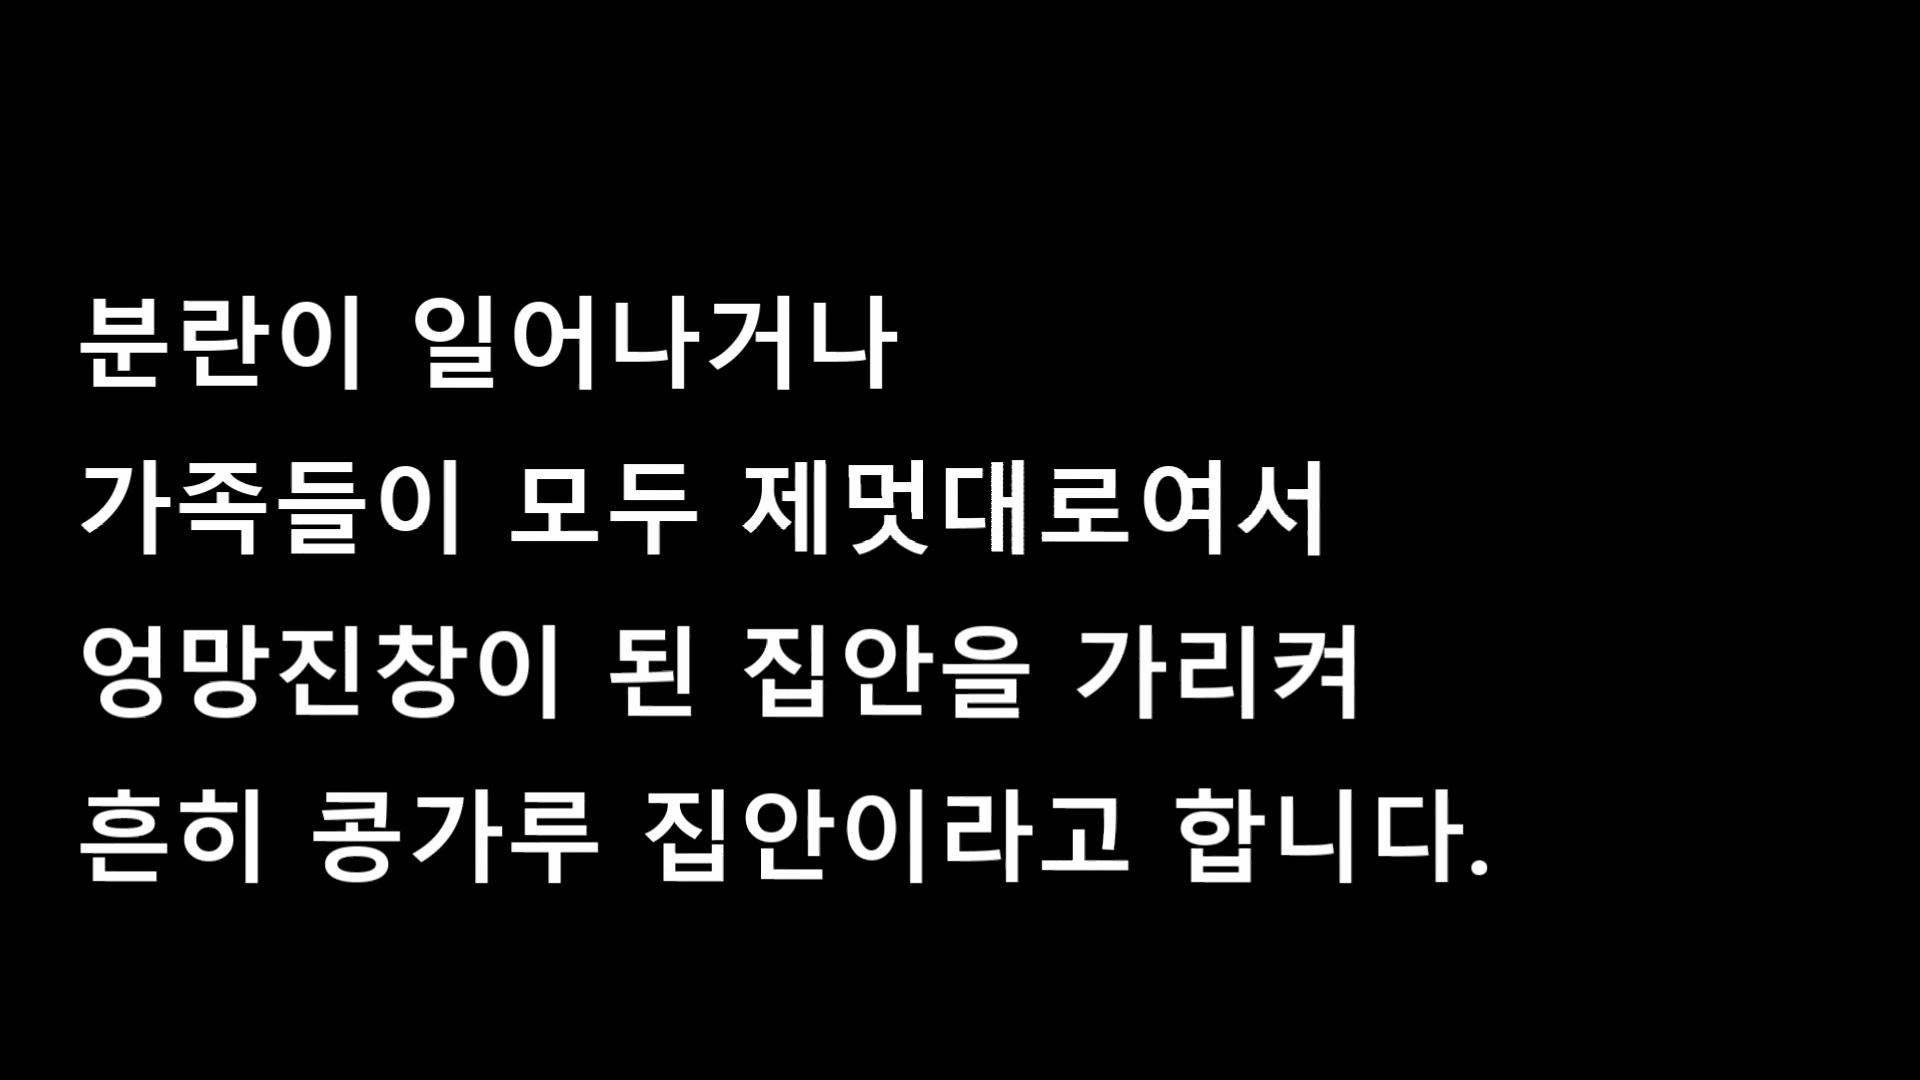 분란이 일어나거나
가족들이 모두 제멋대로여서
엉망진창이 된 집안을 가리켜
흔히 콩가루 집안이라고 합니다.